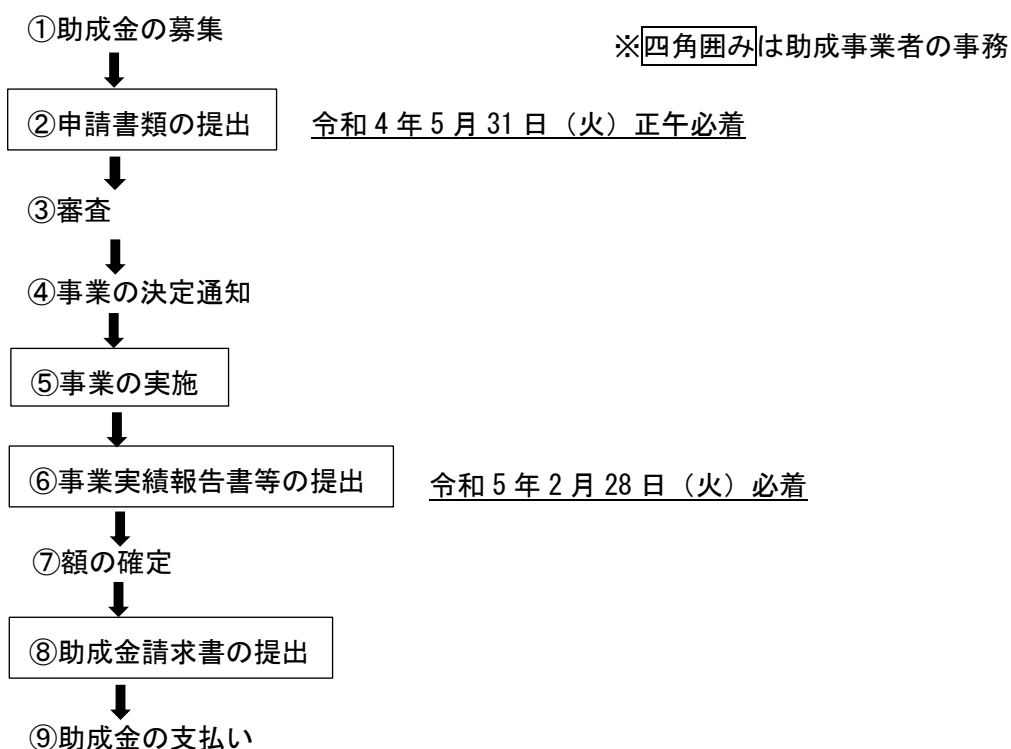 ①助成金の募集
※四角囲みは助成事業者の事務
②申請書類の提出 令和4年5月31日（火）正午必着
③審査
④事業の決定通知
⑤事業の実施
⑥事業実績報告書等の提出 令和5年2月28日（火）必着
⑦額の確定
⑧助成金請求書の提出
⑨助成金の支払い